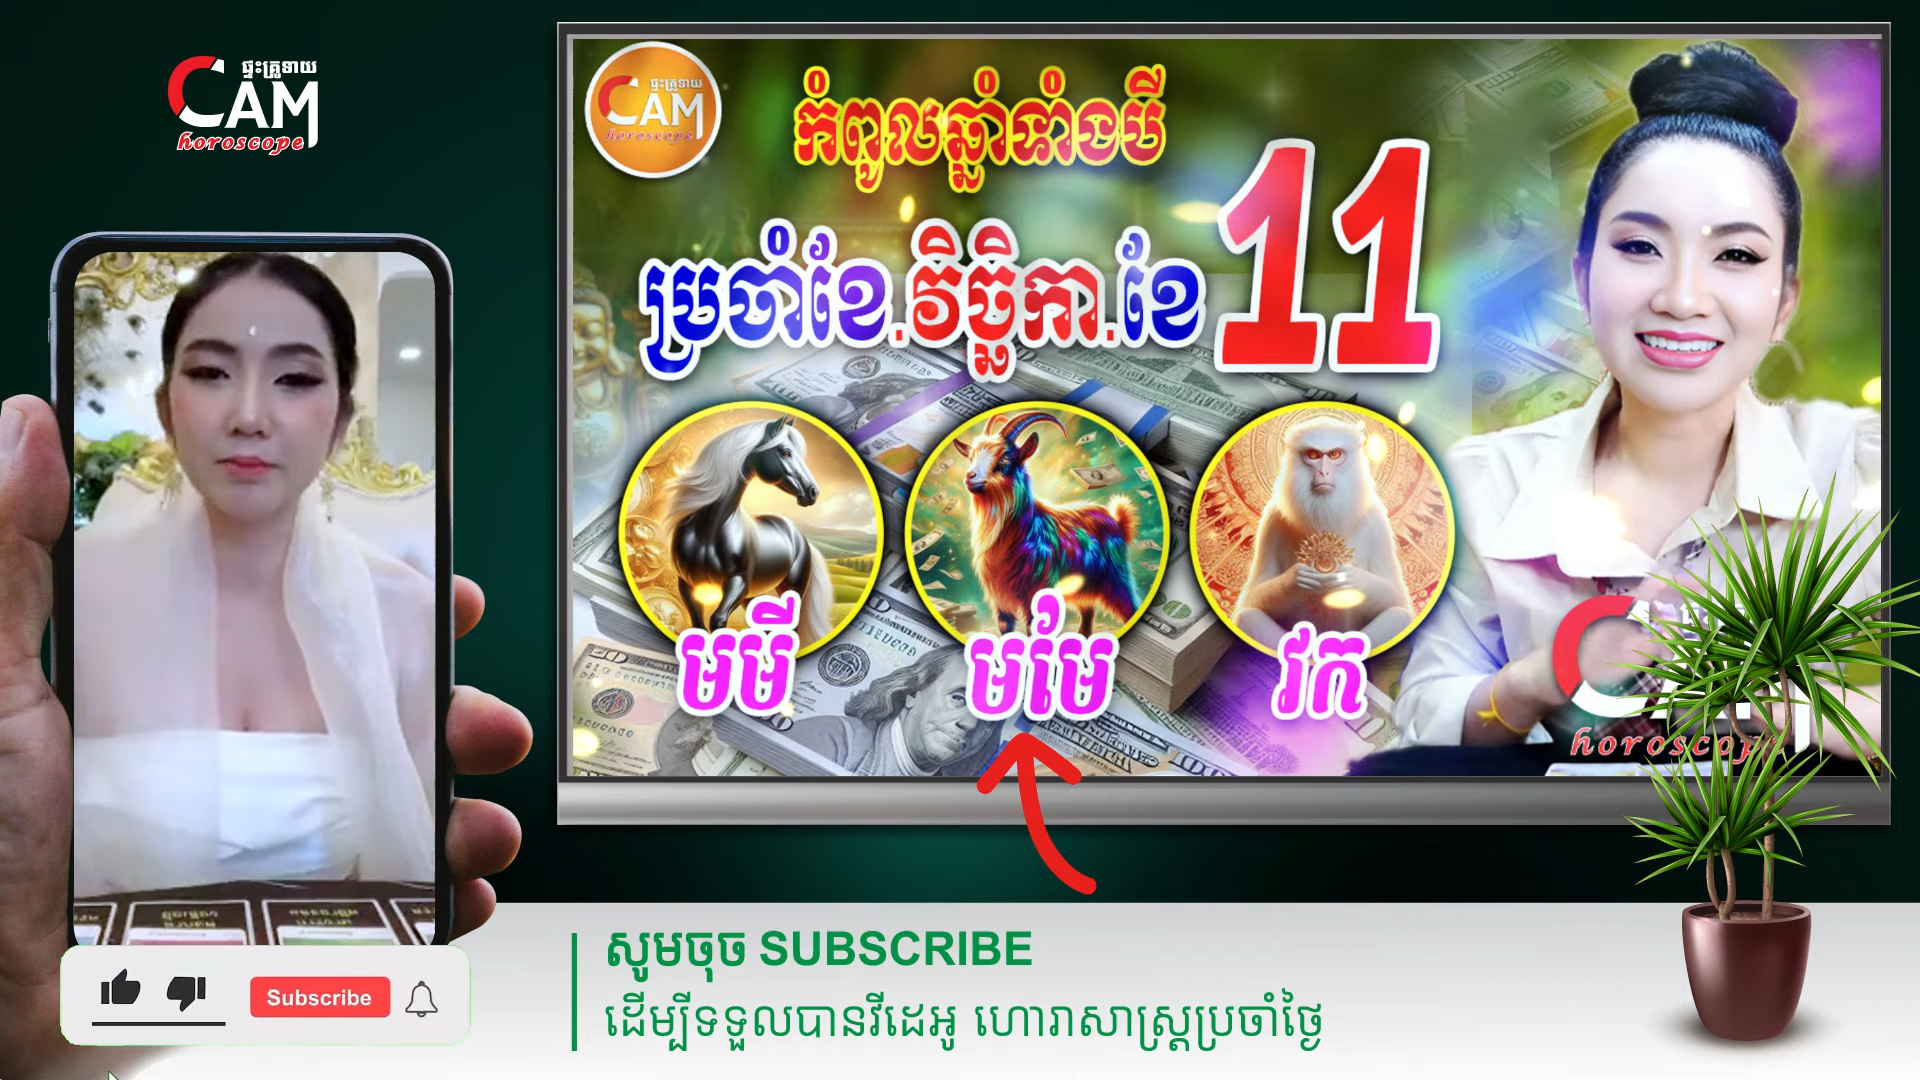 ផ្ទះគ្រូទាយ
CAM
horoscope
ផ្ទះគ្រូទាយ
CAM
horoscope
កំពូលឆ្នាំទាំងបី
ប្រចាំខែ.វិច្ឆិកា.ខែ 11
មមី
មមែ
វក
horoscope
Subscribe
សូមចុច SUBSCRIBE
ដើម្បីទទួលបានវីដេអូ ហោរាសាស្ត្រប្រចាំថ្ងៃ